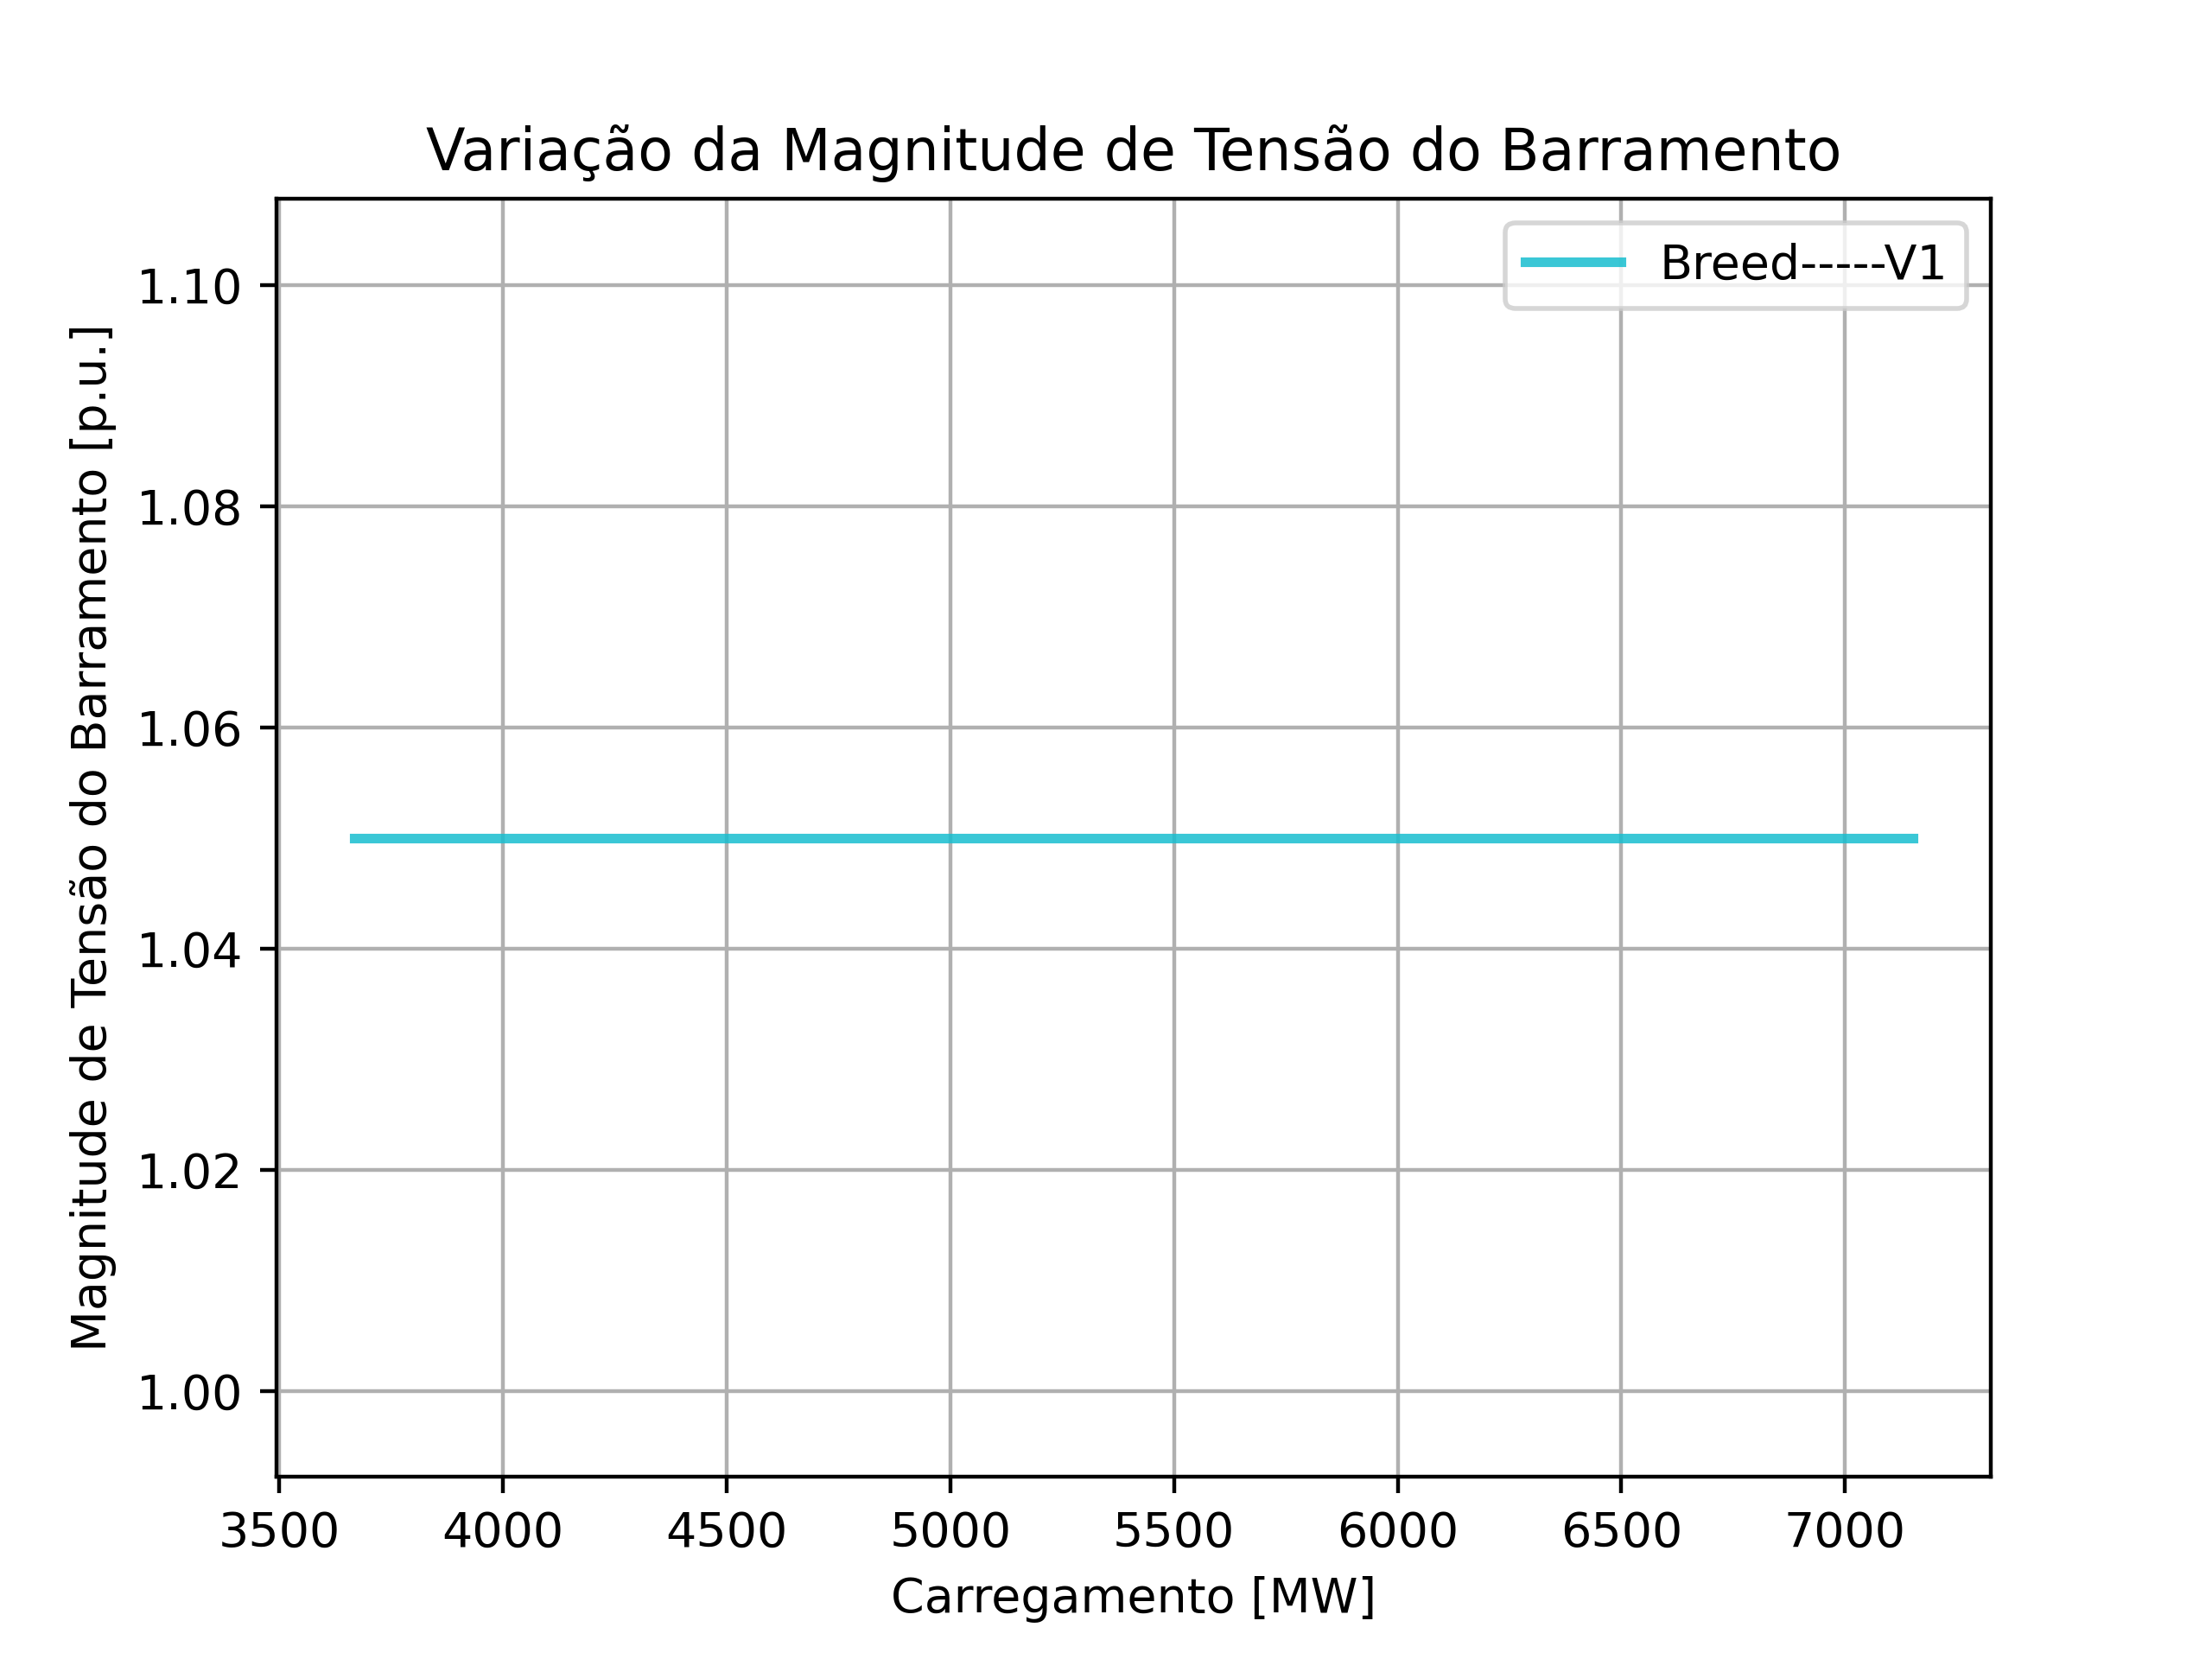 Variação da Magnitude de Tensão do Barramento
Breed-----V1
Magnitude de Tensão do Barramento [p.u.]
1.10
1.08
1.06
1.04
1.02
1.00
3500 4000 4500 5000 5500 6000 6500 7000
Carregamento [MW]